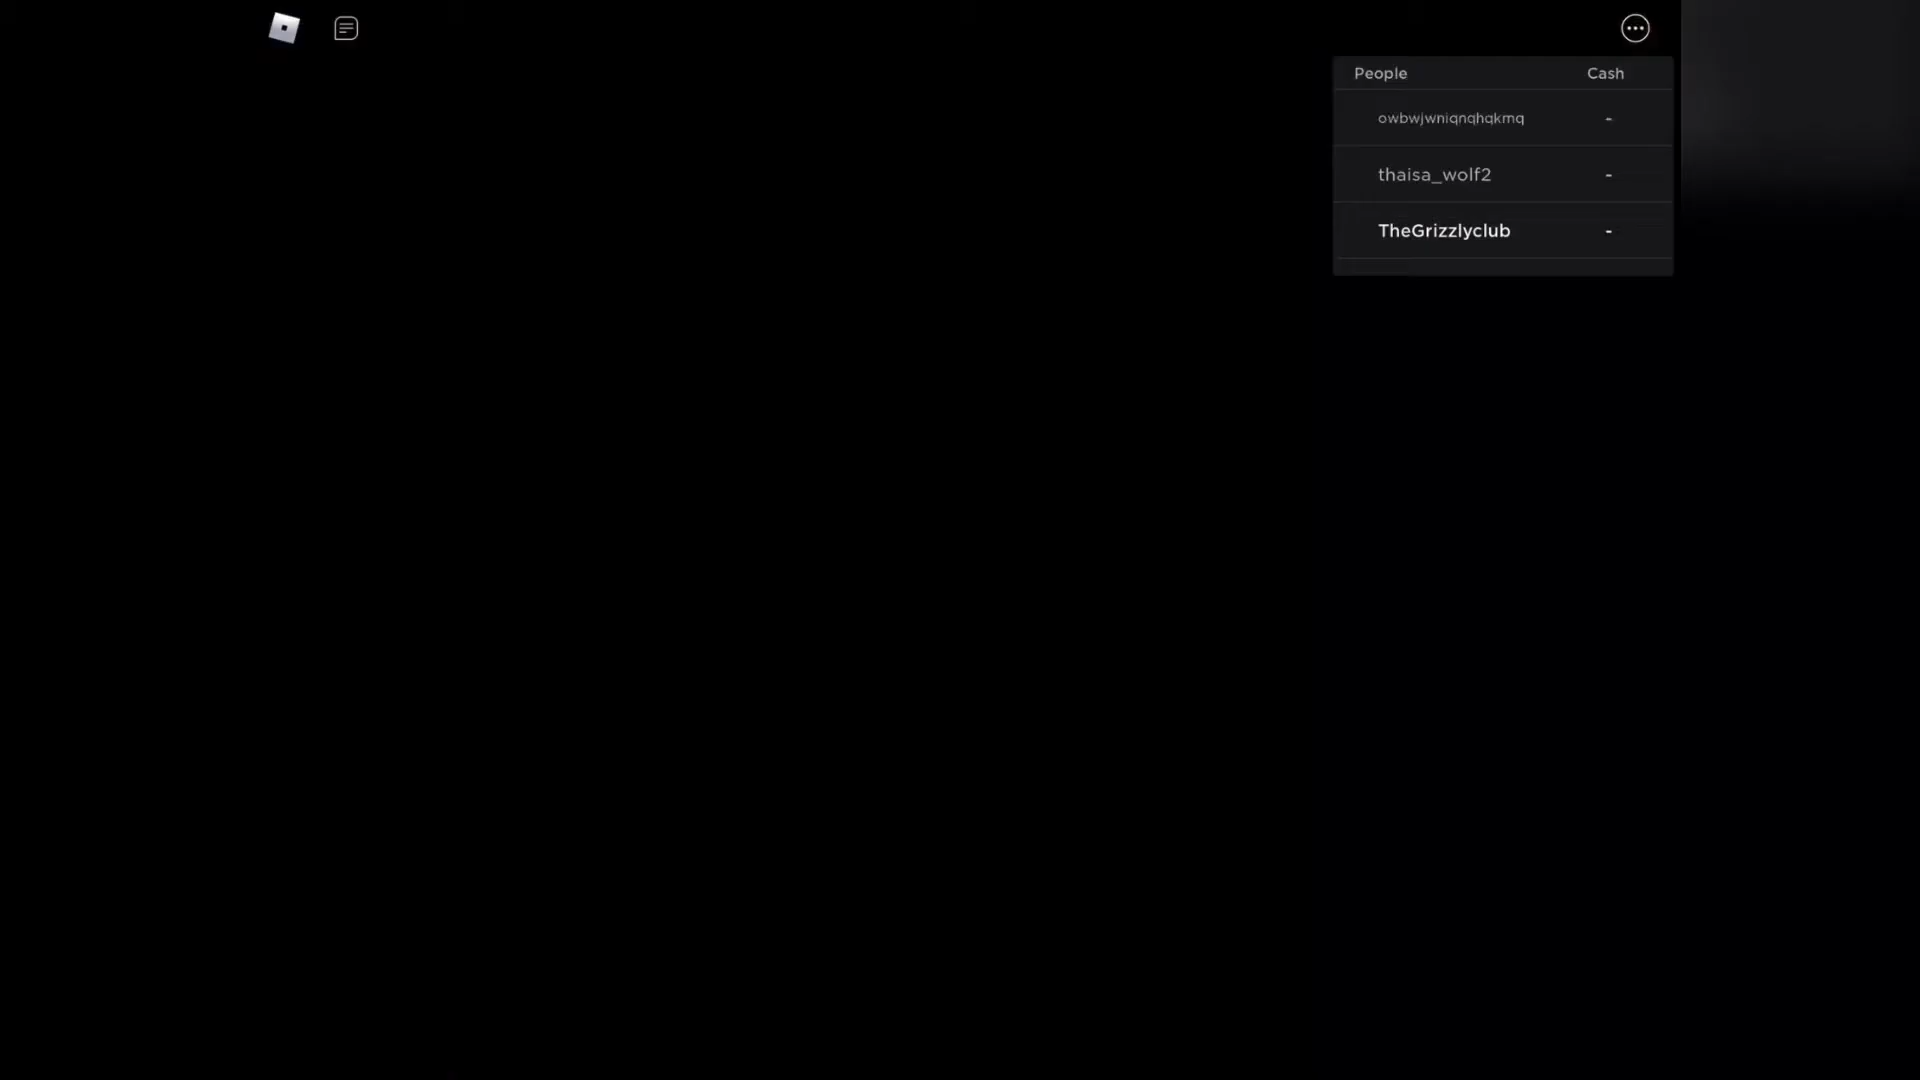 People Cash
owbwjwniqnqhqkmq -
thaisa_wolf2 -
TheGrizzlyclub -